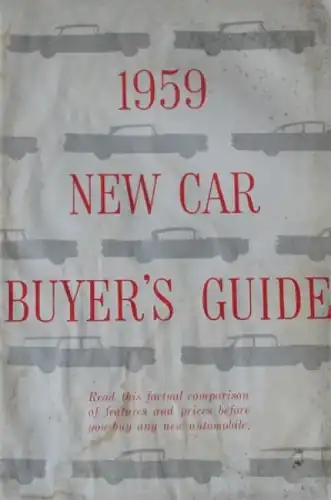 1959
NEW CAR
BUYER'S GUIDE
Read this factual comparison
of features and prices before
you buy any new automobile.